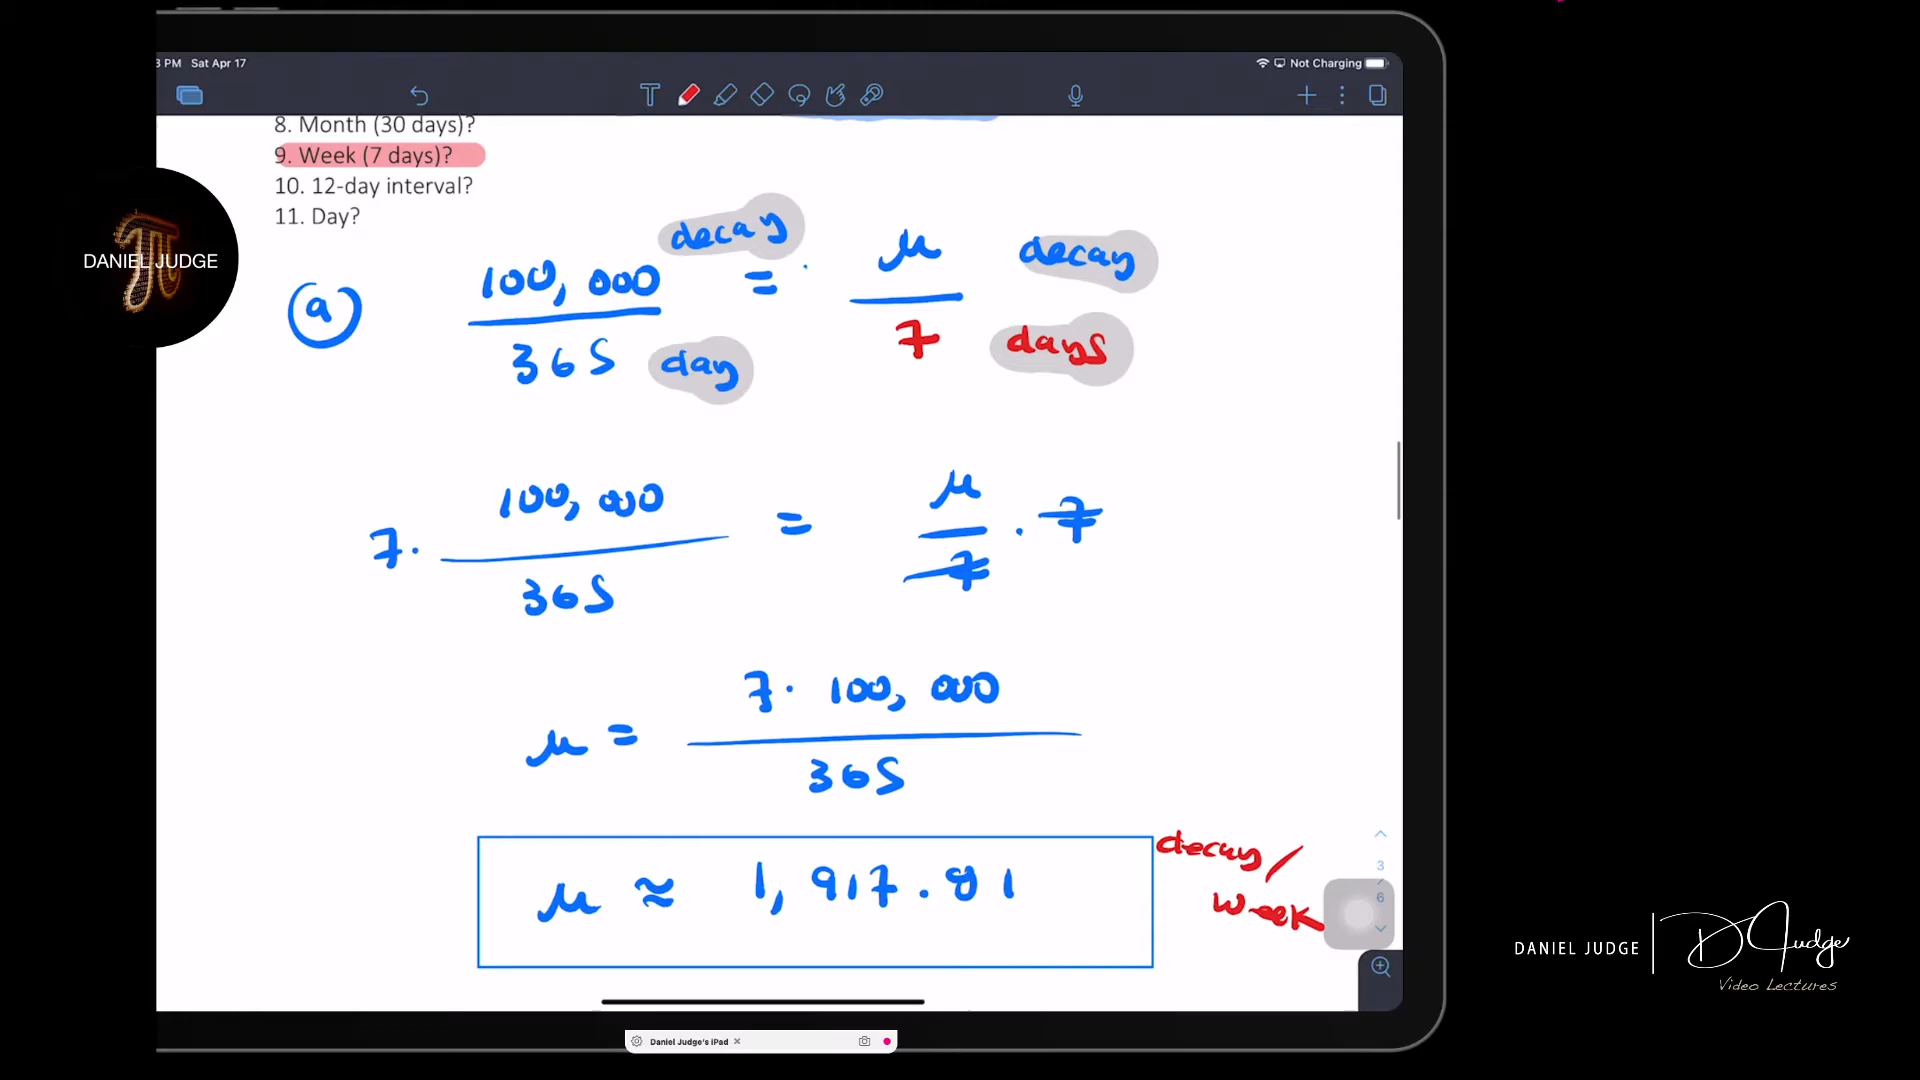 3 PM Sat Apr 17
Not Charging
8. Month (30 days)?
9. Week (7 days)?
10. 12-day interval?
11. Day?
DANIEL JUDGE
9
100,000 decay = μ decay
365 day 7 days
7 · 100,000 = μ · 7
365 7
μ = 7 · 100,000
365
μ ≈ 1,917.81
decay/
week
3
/
6
DANIEL JUDGE
DJudge
Video Lectures
Daniel Judge's iPad